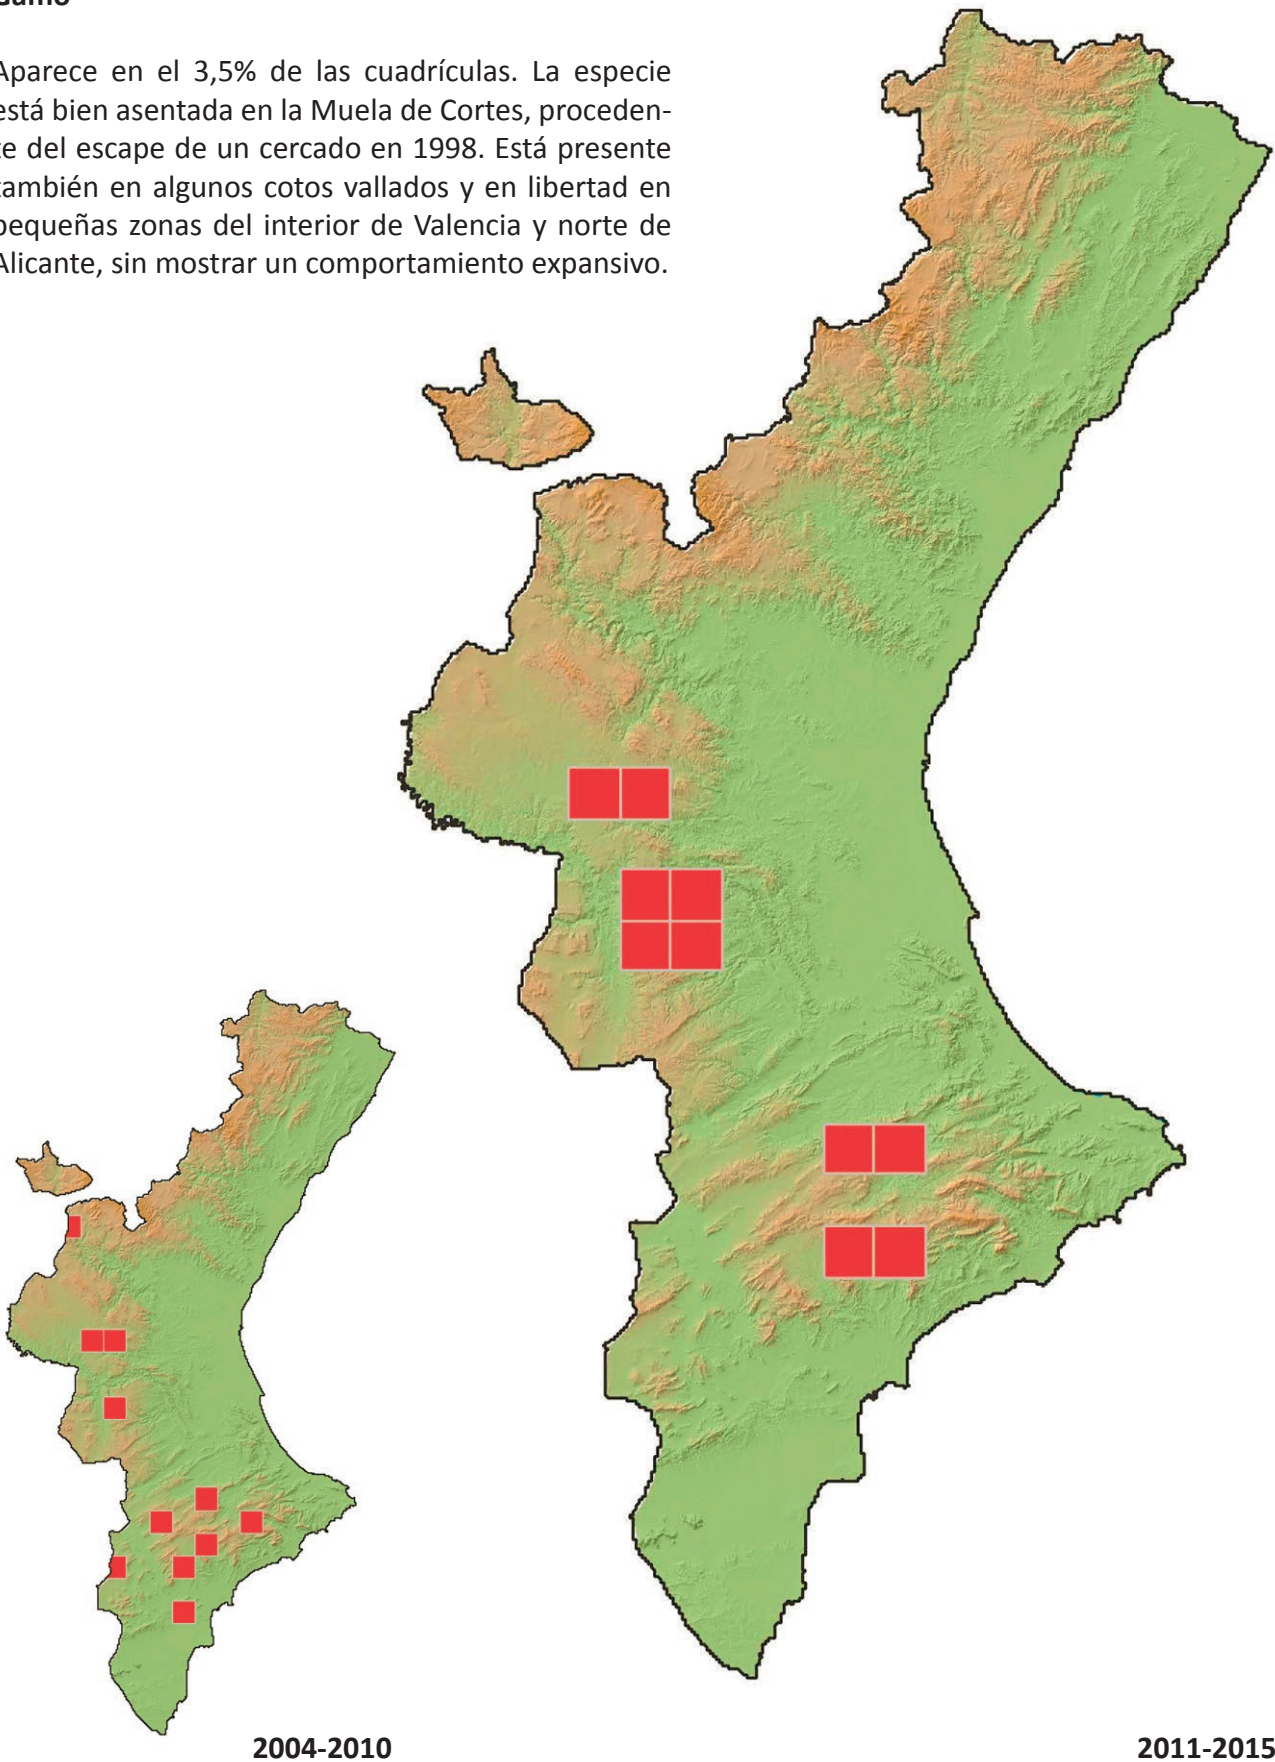 Gamo
Aparece en el 3,5% de las cuadrículas. La especie
está bien asentada en la Muela de Cortes, proceden-
te del escape de un cercado en 1998. Está presente
también en algunos cotos vallados y en libertad en
pequeñas zonas del interior de Valencia y norte de
Alicante, sin mostrar un comportamiento expansivo.
2004-2010
2011-2015